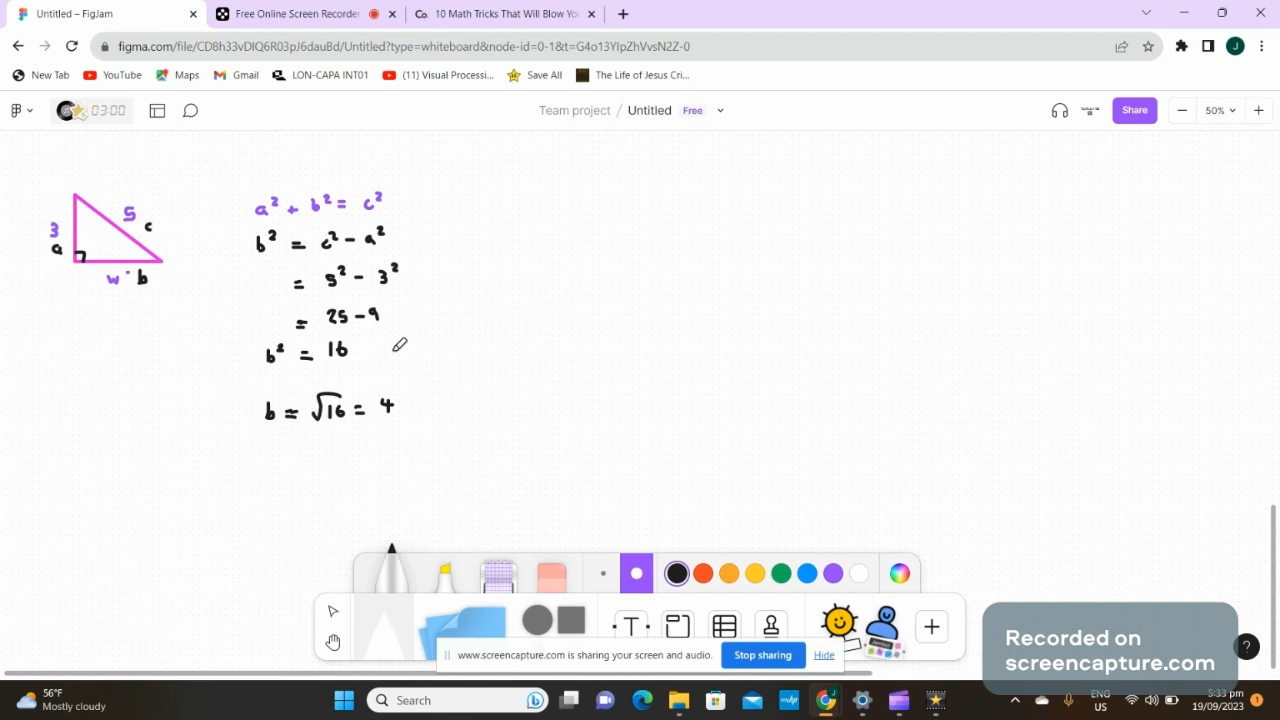 Untitled – FigJam
Free Online Screen Recorder
Co. 10 Math Tricks That Will Blow Yo
figma.com/file/CD8h33vDIQ6R03pJ6dauBd/Untitled?type=whiteboard&node-id=0-1&t=G4o13YIpZhVvsN2Z-0
New Tab
YouTube
Maps
Gmail
LON-CAPA INT01
(11) Visual Processi...
Save All
The Life of Jesus Cri...
03:00
Team project / Untitled Free
Share
50%
3
a
5
c
w
b
a² + b² = c²
b² = c² - a²
= 5² - 3²
= 25 - 9
b² = 16
b = √16 = 4
T
www.screencapture.com is sharing your screen and audio.
Stop sharing
Hide
Recorded on
screencapture.com
?
56°F
Mostly cloudy
Search
ENG
US
5:33 pm
19/09/2023